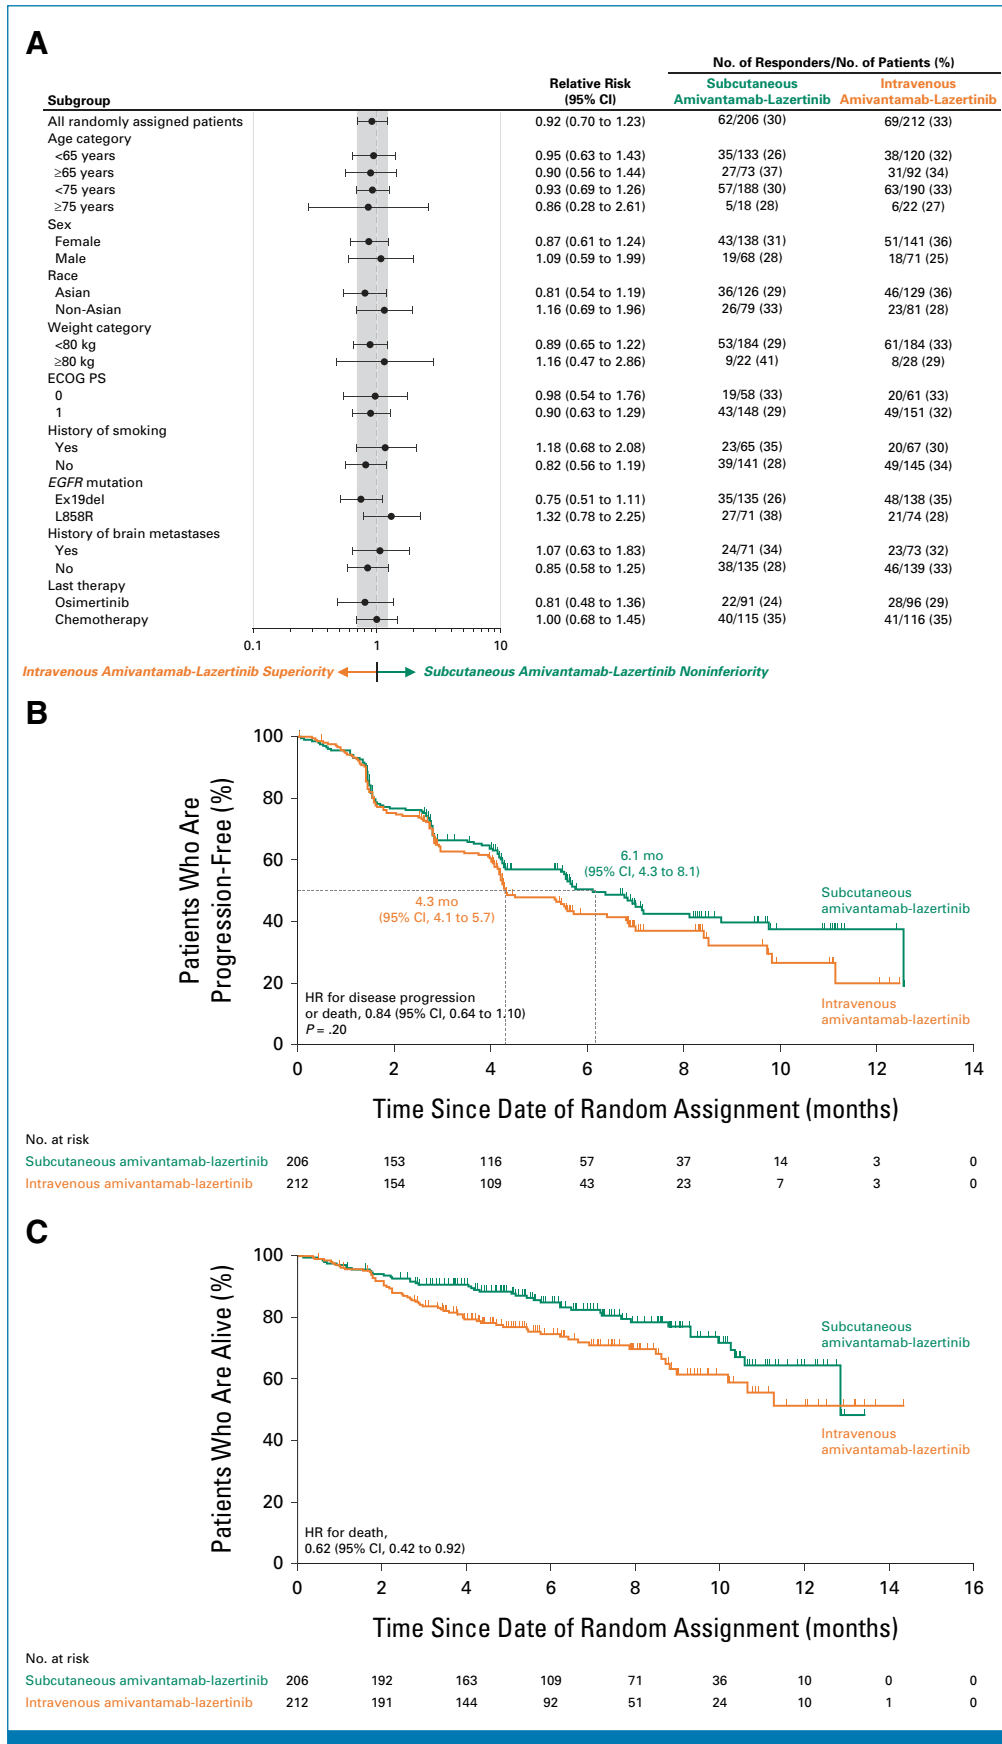 A
No. of Responders/No. of Patients (%)
Subgroup
Relative Risk
(95% CI)
Subcutaneous
Amivantamab-Lazertinib
Intravenous
Amivantamab-Lazertinib
All randomly assigned patients 0.92 (0.70 to 1.23) 62/206 (30) 69/212 (33)
Age category
<65 years 0.95 (0.63 to 1.43) 35/133 (26) 38/120 (32)
≥65 years 0.90 (0.56 to 1.44) 27/73 (37) 31/92 (34)
<75 years 0.93 (0.69 to 1.26) 57/188 (30) 63/190 (33)
≥75 years 0.86 (0.28 to 2.61) 5/18 (28) 6/22 (27)
Sex
Female 0.87 (0.61 to 1.24) 43/138 (31) 51/141 (36)
Male 1.09 (0.59 to 1.99) 19/68 (28) 18/71 (25)
Race
Asian 0.81 (0.54 to 1.19) 36/126 (29) 46/129 (36)
Non-Asian 1.16 (0.69 to 1.96) 26/79 (33) 23/81 (28)
Weight category
<80 kg 0.89 (0.65 to 1.22) 53/184 (29) 61/184 (33)
≥80 kg 1.16 (0.47 to 2.86) 9/22 (41) 8/28 (29)
ECOG PS
0 0.98 (0.54 to 1.76) 19/58 (33) 20/61 (33)
1 0.90 (0.63 to 1.29) 43/148 (29) 49/151 (32)
History of smoking
Yes 1.18 (0.68 to 2.08) 23/65 (35) 20/67 (30)
No 0.82 (0.56 to 1.19) 39/141 (28) 49/145 (34)
EGFR mutation
Ex19del 0.75 (0.51 to 1.11) 35/135 (26) 48/138 (35)
L858R 1.32 (0.78 to 2.25) 27/71 (38) 21/74 (28)
History of brain metastases
Yes 1.07 (0.63 to 1.83) 24/71 (34) 23/73 (32)
No 0.85 (0.58 to 1.25) 38/135 (28) 46/139 (33)
Last therapy
Osimertinib 0.81 (0.48 to 1.36) 22/91 (24) 28/96 (29)
Chemotherapy 1.00 (0.68 to 1.45) 40/115 (35) 41/116 (35)
0.1 1 10
Intravenous Amivantamab-Lazertinib Superiority Subcutaneous Amivantamab-Lazertinib Noninferiority
B
Patients Who Are
Progression-Free (%)
100
80
60
40
20
0
6.1 mo
(95% CI, 4.3 to 8.1)
4.3 mo
(95% CI, 4.1 to 5.7)
Subcutaneous
amivantamab-lazertinib
Intravenous
amivantamab-lazertinib
HR for disease progression
or death, 0.84 (95% CI, 0.64 to 1.10)
P = .20
0 2 4 6 8 10 12 14
Time Since Date of Random Assignment (months)
No. at risk
Subcutaneous amivantamab-lazertinib 206 153 116 57 37 14 3 0
Intravenous amivantamab-lazertinib 212 154 109 43 23 7 3 0
C
Patients Who Are Alive (%)
100
80
60
40
20
0
Subcutaneous
amivantamab-lazertinib
Intravenous
amivantamab-lazertinib
HR for death,
0.62 (95% CI, 0.42 to 0.92)
0 2 4 6 8 10 12 14 16
Time Since Date of Random Assignment (months)
No. at risk
Subcutaneous amivantamab-lazertinib 206 192 163 109 71 36 10 0 0
Intravenous amivantamab-lazertinib 212 191 144 92 51 24 10 1 0